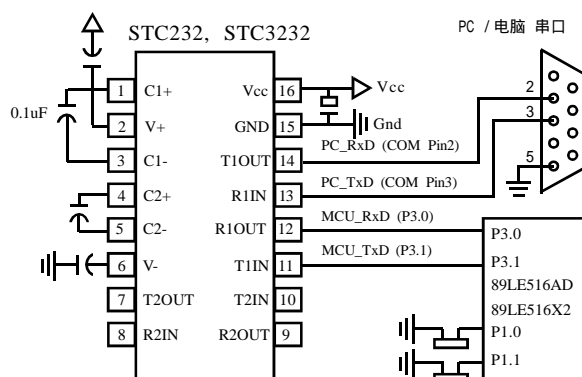 PC / 电脑 串口
STC232, STC3232
1 C1+ Vcc 16 Vcc
0.1uF
2 V+ GND 15 Gnd
3 C1- T1OUT 14 PC_RxD (COM Pin2) 2
4 C2+ R1IN 13 PC_TxD (COM Pin3) 3
5
5 C2- R1OUT 12 MCU_RxD (P3.0) P3.0
6 V- T1IN 11 MCU_TxD (P3.1) P3.1
89LE516AD
7 T2OUT T2IN 10 89LE516X2
8 R2IN R2OUT 9 P1.0
P1.1